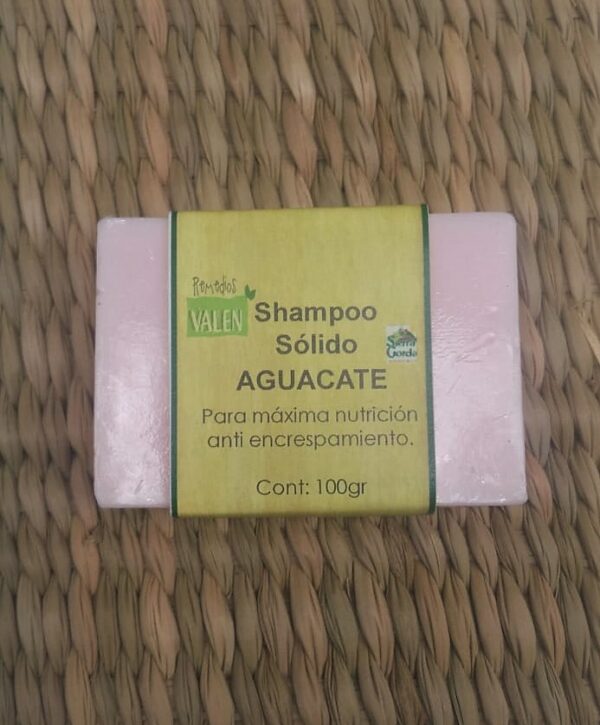 Remedios
VALEN
Shampoo
Sólido
AGUACATE
Sierra
Gorda
Para máxima nutrición
anti encrespamiento.
Cont: 100gr